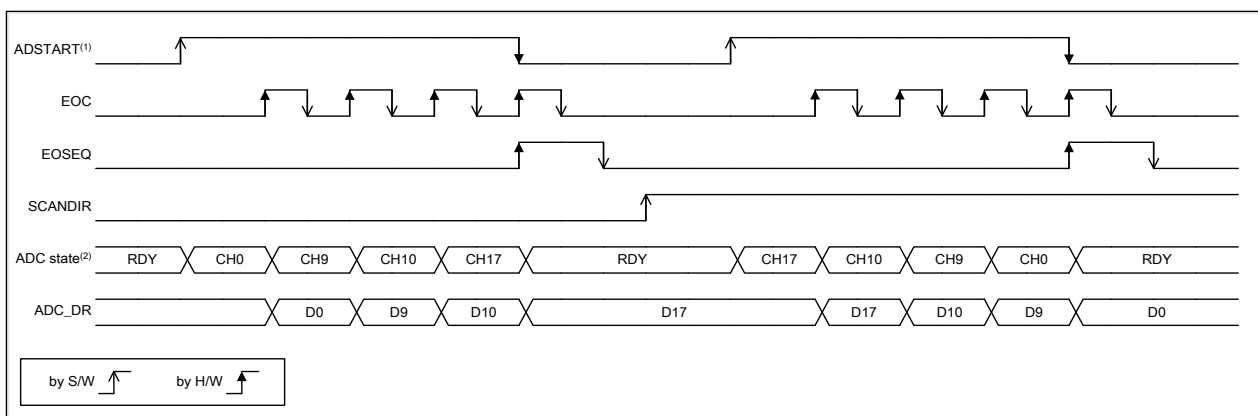 ADSTART(1)
EOC
EOSEQ
SCANDIR
ADC state(2) RDY CH0 CH9 CH10 CH17 RDY CH17 CH10 CH9 CH0 RDY
ADC_DR D0 D9 D10 D17 D17 D10 D9 D0
by S/W by H/W